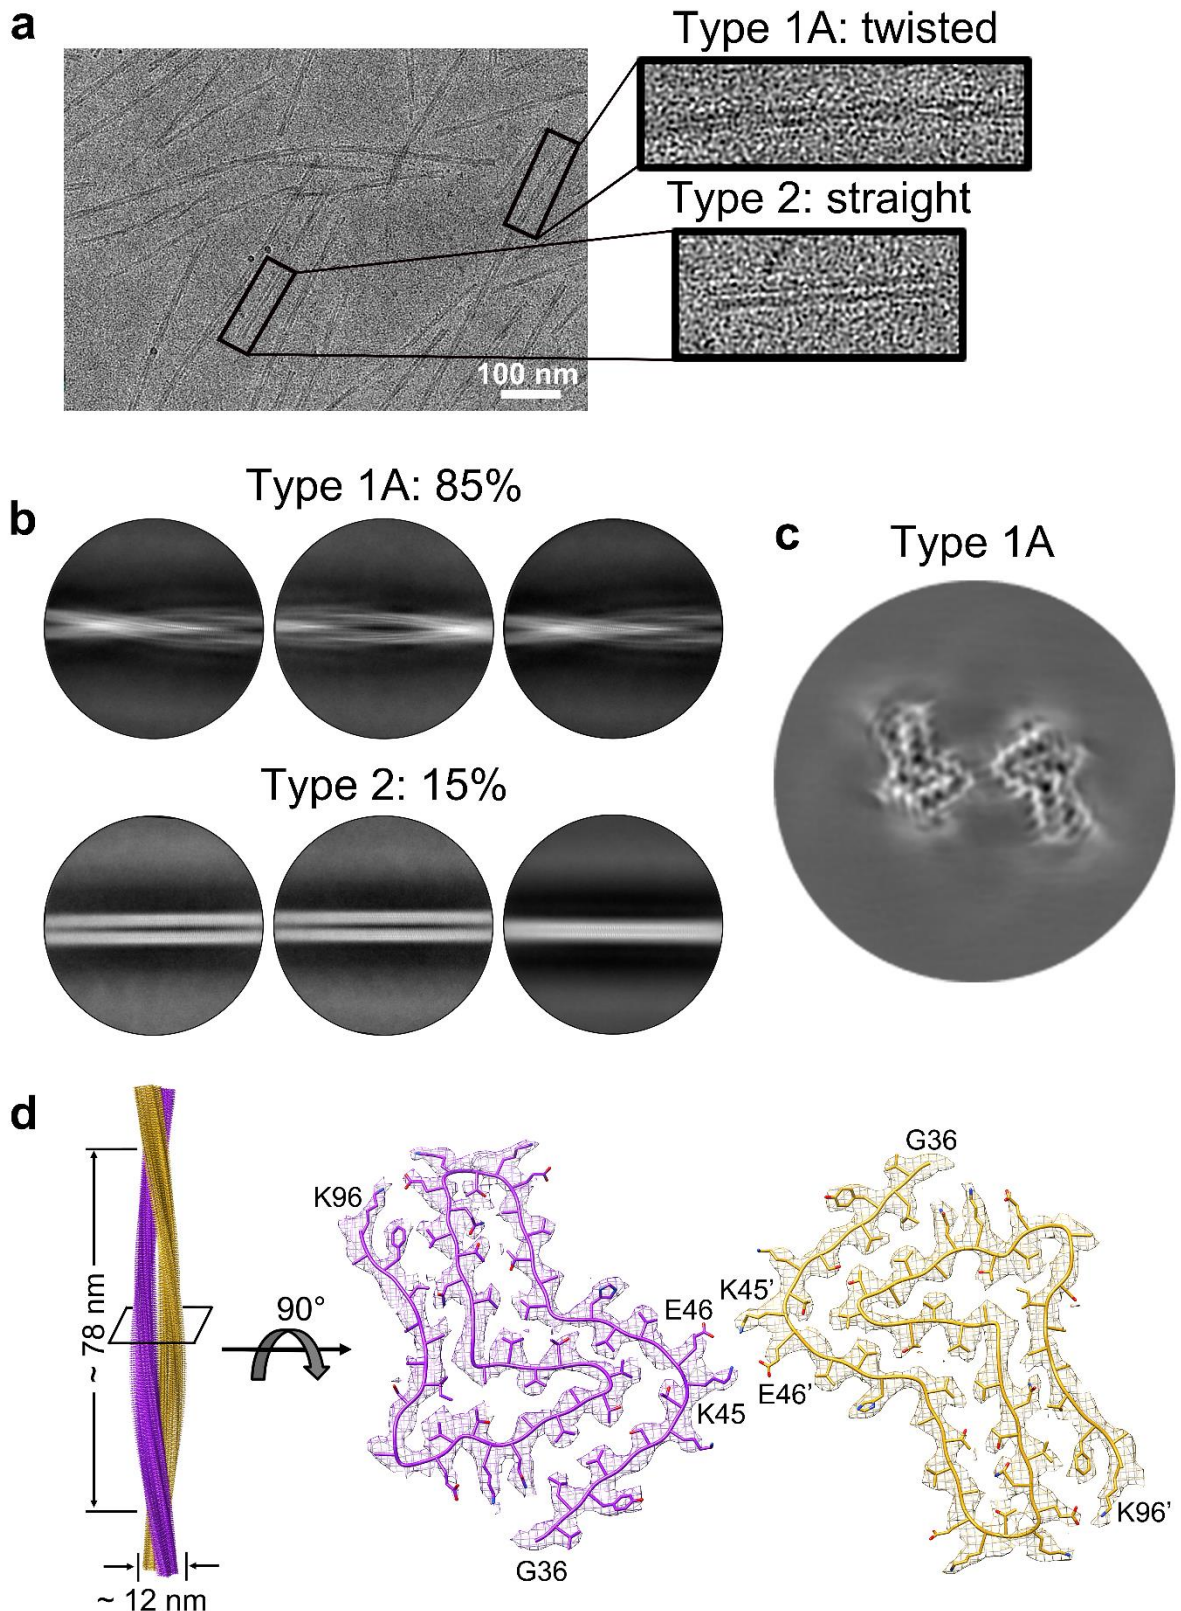 a
Type 1A: twisted
Type 2: straight
100 nm
b
Type 1A: 85%
Type 2: 15%
c
Type 1A
d
~ 78 nm
~ 12 nm
90°
K96
E46
K45
G36
G36
K45'
E46'
K96'